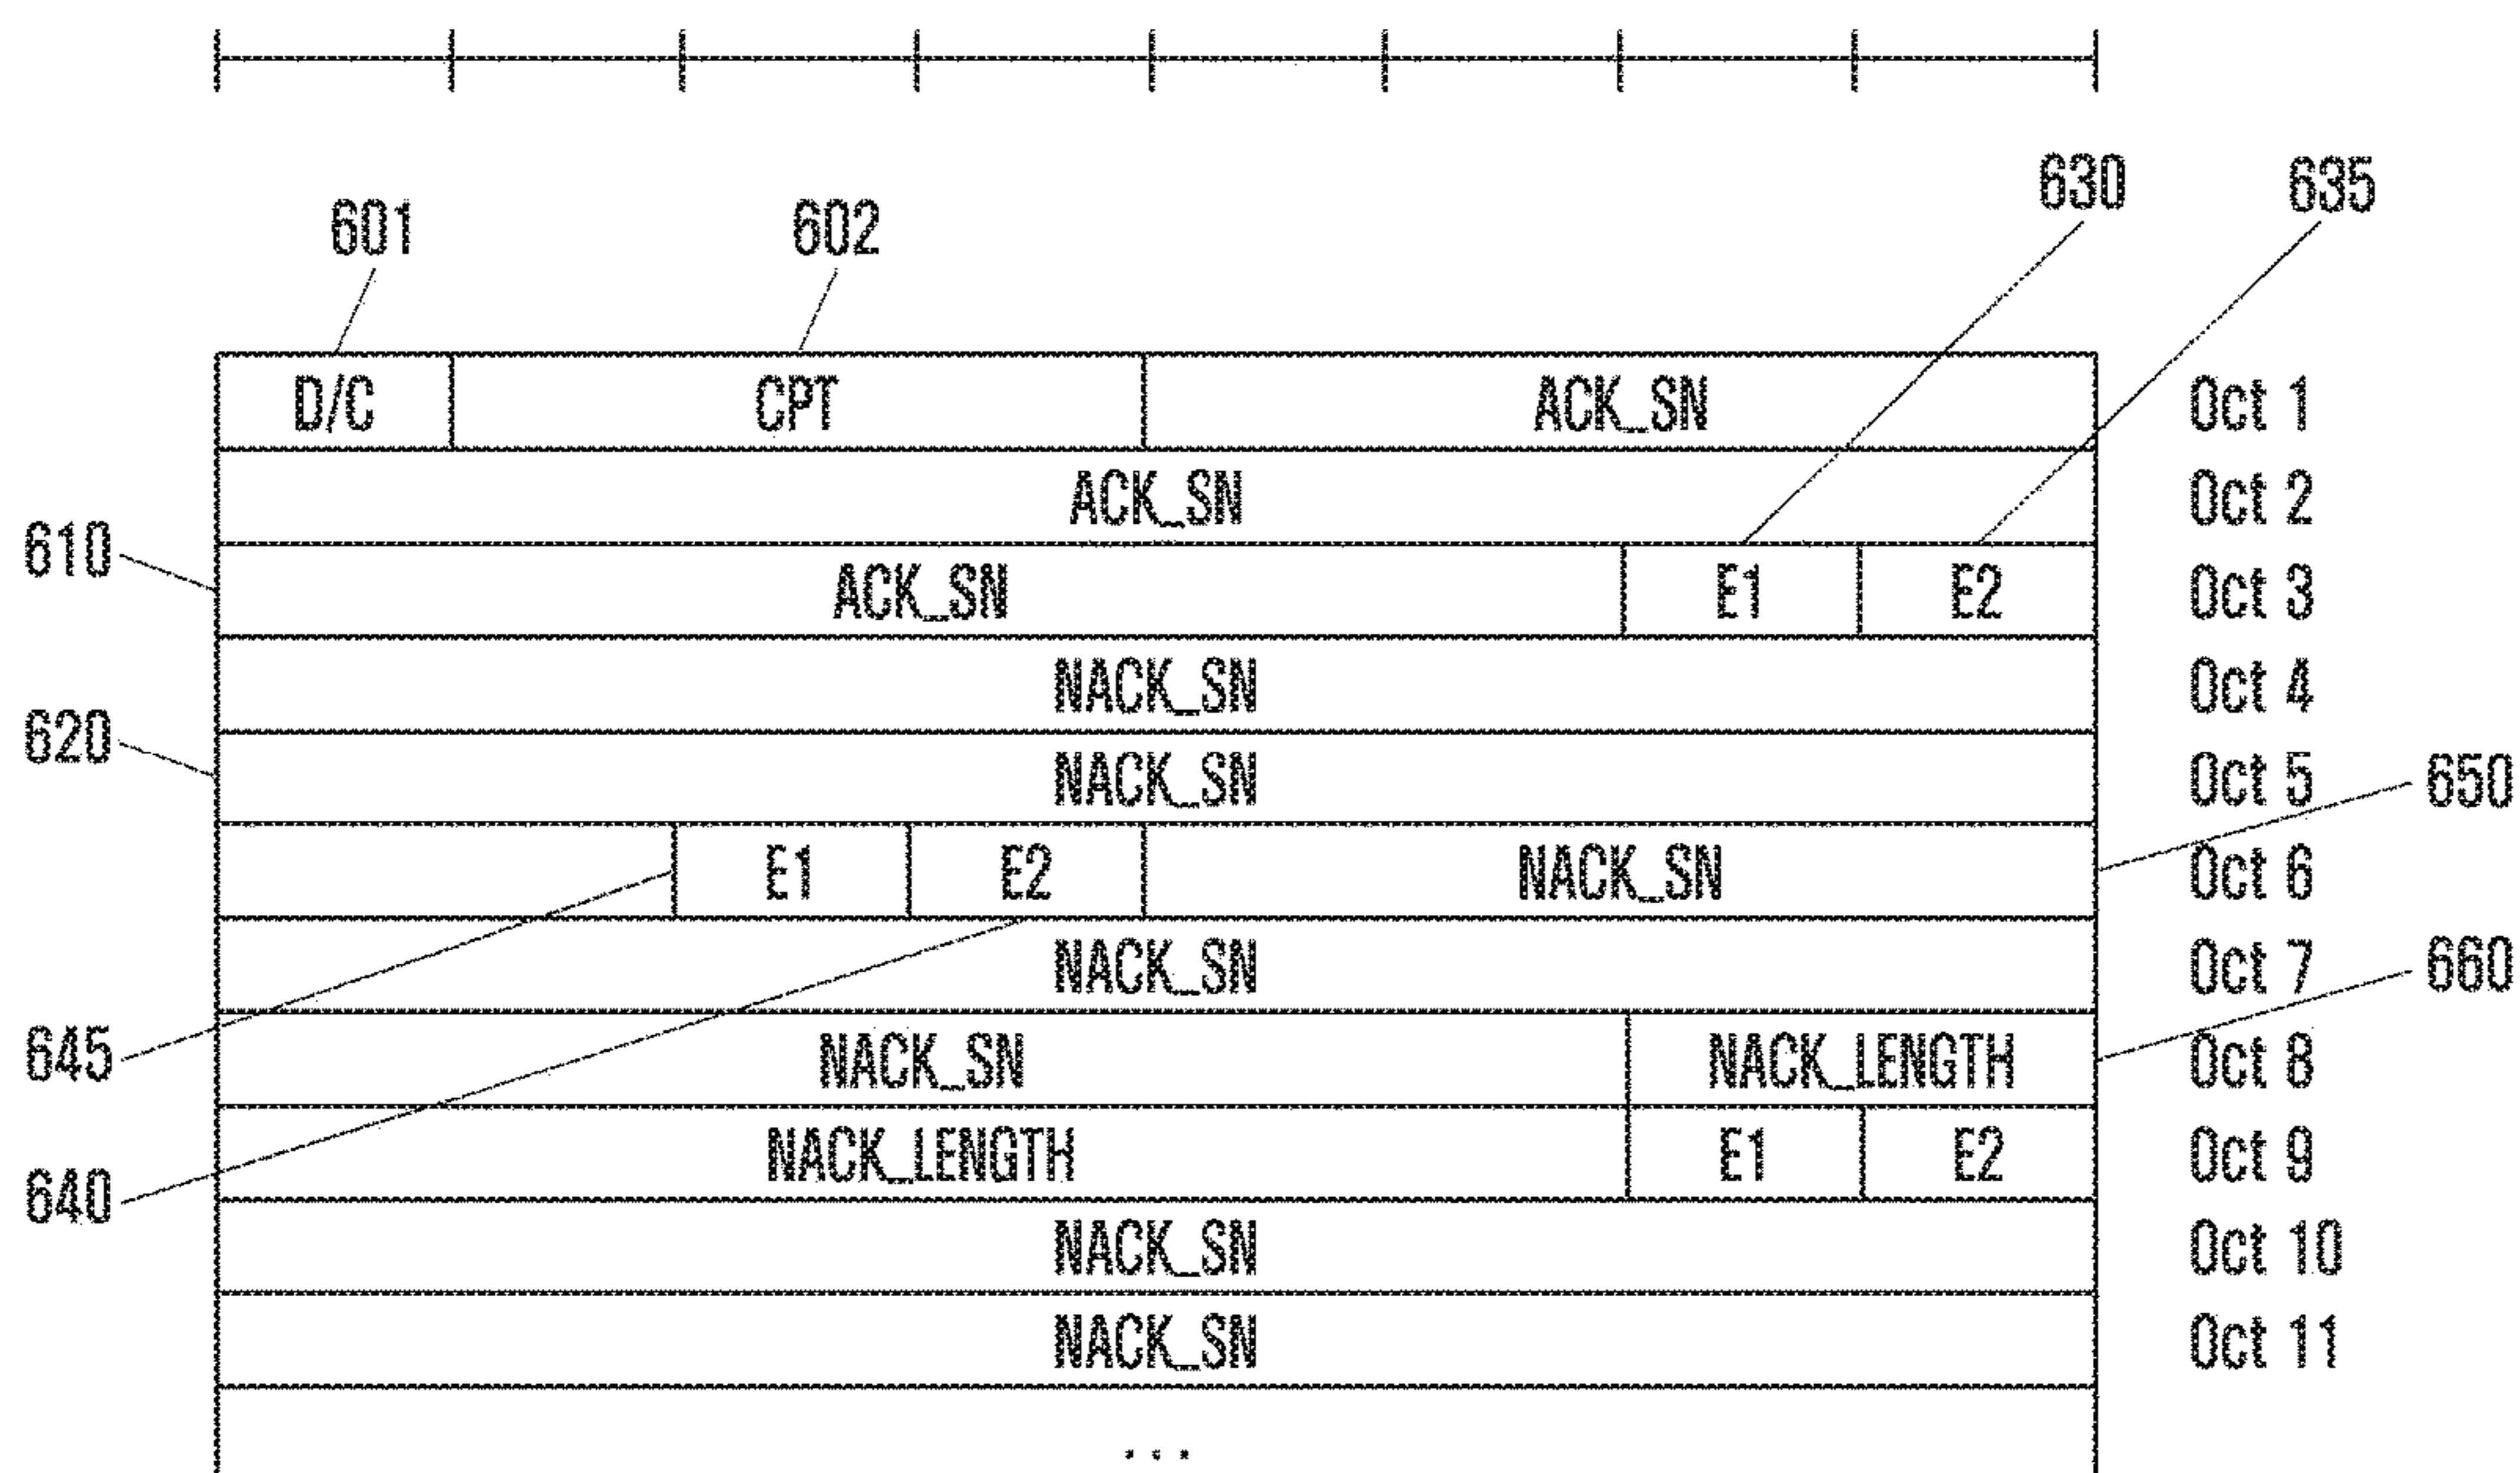 630 635
601 602
D/C CPT ACK_SN Oct 1
ACK_SN Oct 2
610
ACK_SN E1 E2 Oct 3
NACK_SN Oct 4
620
NACK_SN Oct 5
650
E1 E2 NACK_SN Oct 6
NACK_SN Oct 7
660
645
NACK_SN NACK_LENGTH Oct 8
NACK_LENGTH E1 E2 Oct 9
640
NACK_SN Oct 10
NACK_SN Oct 11
...